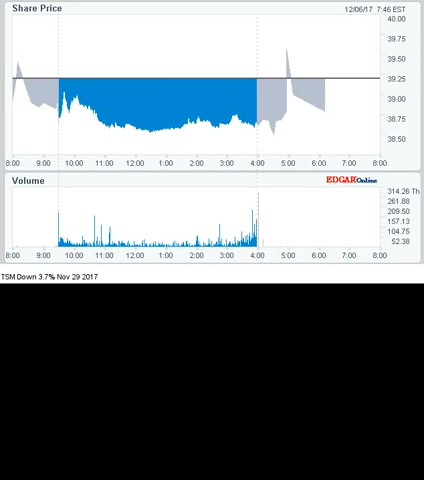 Share Price
12/06/17 7:46 EST
40.00
39.75
39.50
39.25
39.00
38.75
38.50
8:00 9:00 10:00 11:00 12:00 1:00 2:00 3:00 4:00 5:00 6:00 7:00 8:00
Volume
EDGAROnline
314.26 Th
261.88
209.50
157.13
104.75
52.38
8:00 9:00 10:00 11:00 12:00 1:00 2:00 3:00 4:00 5:00 6:00 7:00 8:00
TSM Down 3.7% Nov 29 2017